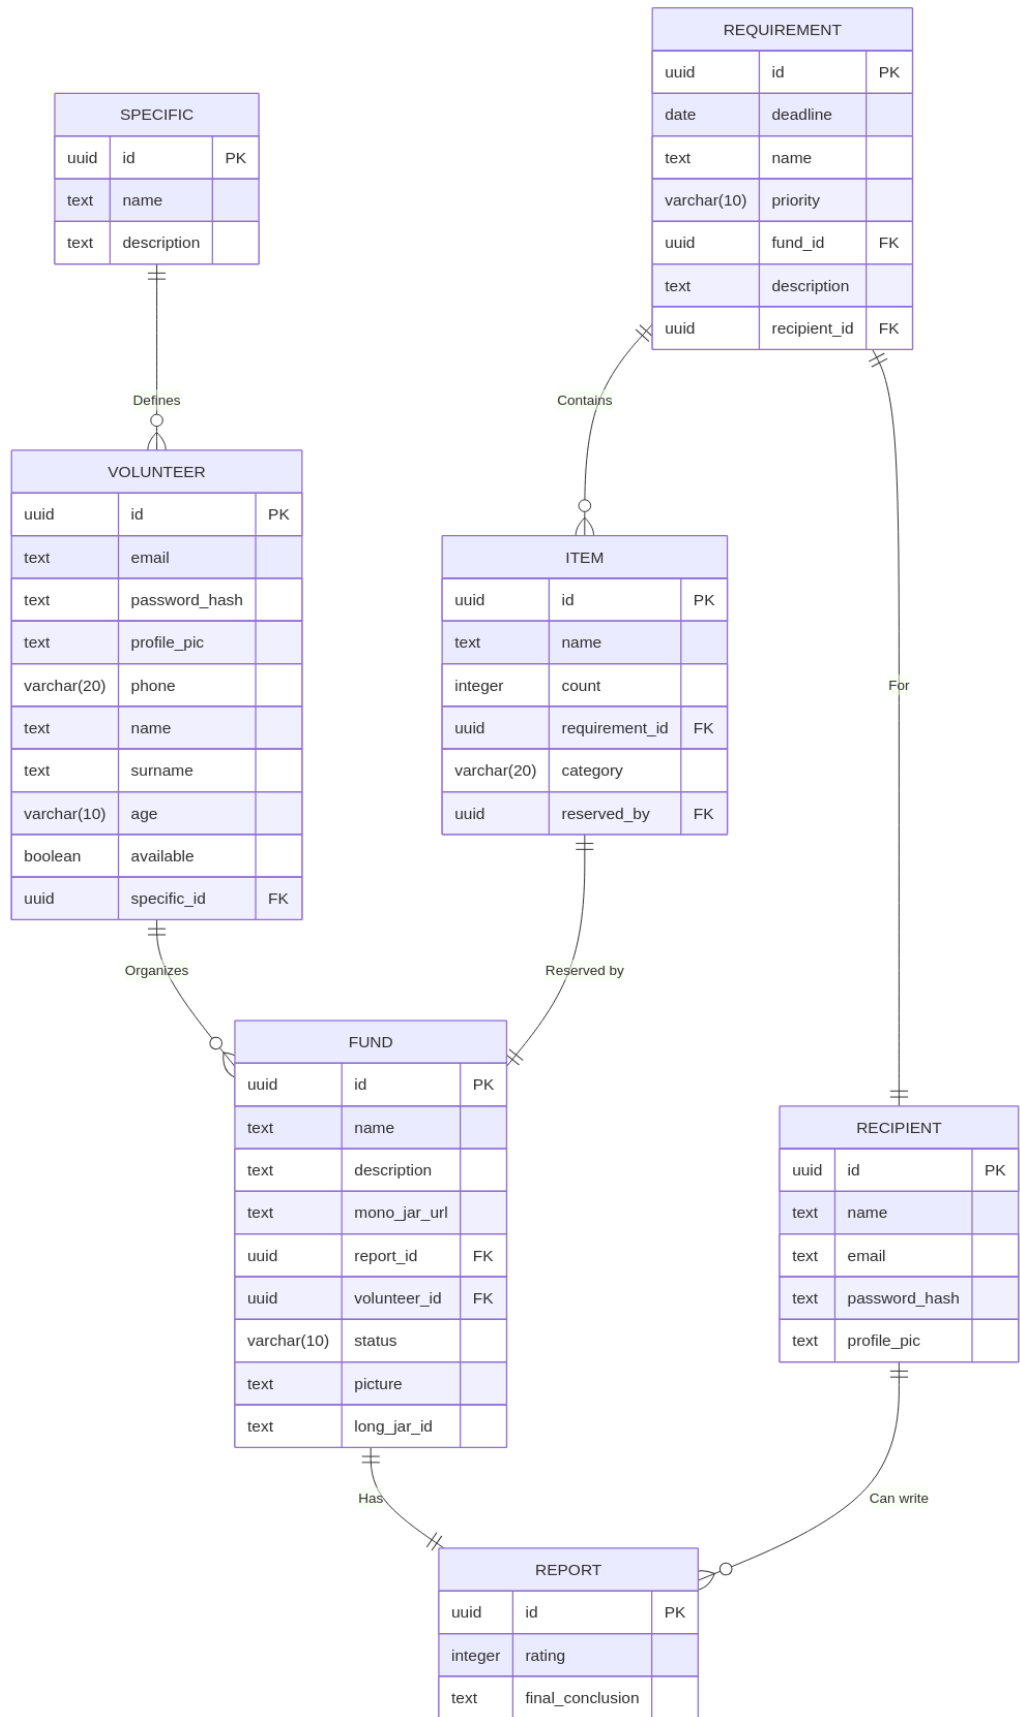 REQUIREMENT
uuid id PK
date deadline
text name
varchar(10) priority
uuid fund_id FK
text description
uuid recipient_id FK
SPECIFIC
uuid id PK
text name
text description
Defines
Contains
VOLUNTEER
uuid id PK
text email
text password_hash
text profile_pic
varchar(20) phone
text name
text surname
varchar(10) age
boolean available
uuid specific_id FK
ITEM
uuid id PK
text name
integer count
uuid requirement_id FK
varchar(20) category
uuid reserved_by FK
For
Organizes
Reserved by
FUND
uuid id PK
text name
text description
text mono_jar_url
uuid report_id FK
uuid volunteer_id FK
varchar(10) status
text picture
text long_jar_id
RECIPIENT
uuid id PK
text name
text email
text password_hash
text profile_pic
Has
Can write
REPORT
uuid id PK
integer rating
text final_conclusion